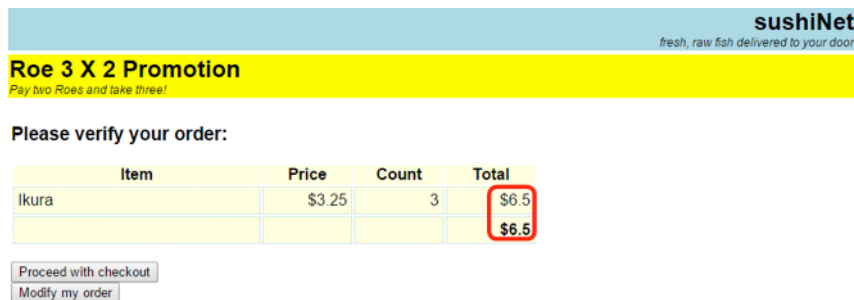 sushiNet
fresh, raw fish delivered to your door
Roe 3 X 2 Promotion
Pay two Roes and take three!
Please verify your order:
Item Price Count Total
Ikura $3.25 3 $6.5
$6.5
Proceed with checkout
Modify my order